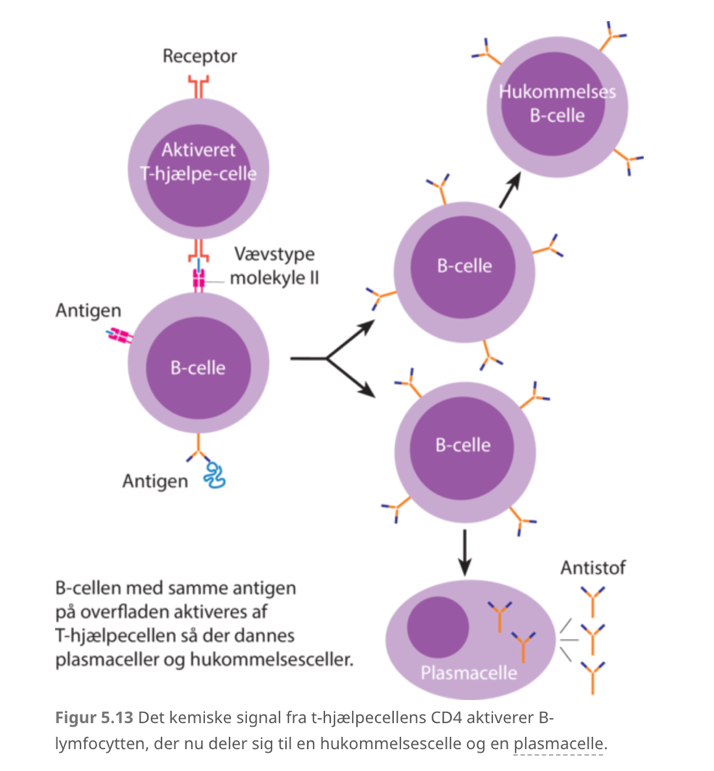 Receptor
Aktiveret
T-hjælpe-celle
Vævstype
molekyle II
Antigen
B-celle
Antigen
Hukommelses
B-celle
B-celle
B-celle
Antistof
Plasmacelle
B-cellen med samme antigen
på overfladen aktiveres af
T-hjælpecellen så der dannes
plasmaceller og hukommelsesceller.
Figur 5.13 Det kemiske signal fra t-hjælpecellens CD4 aktiverer B-
lymfocytten, der nu deler sig til en hukommelsescelle og en plasmacelle.